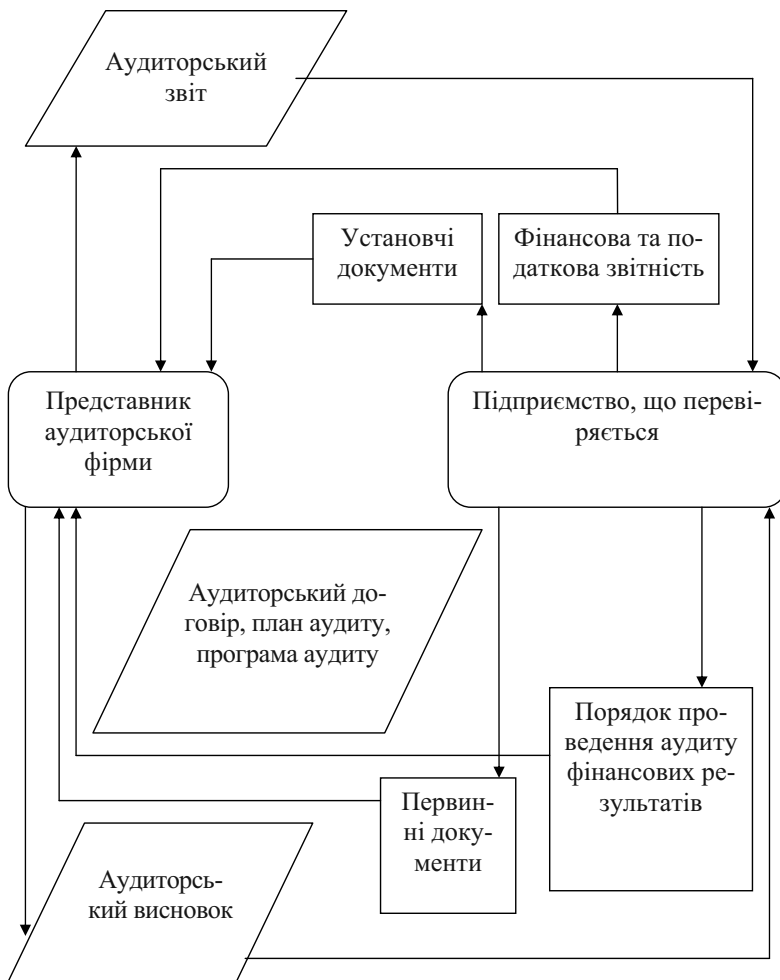 Аудиторський
звіт
Установчі
документи
Фінансова та по-
даткова звітність
Представник
аудиторської
фірми
Підприємство, що переві-
ряється
Аудиторський до-
говір, план аудиту,
програма аудиту
Порядок про-
ведення аудиту
фінансових ре-
зультатів
Первин-
ні доку-
менти
Аудиторсь-
кий висновок